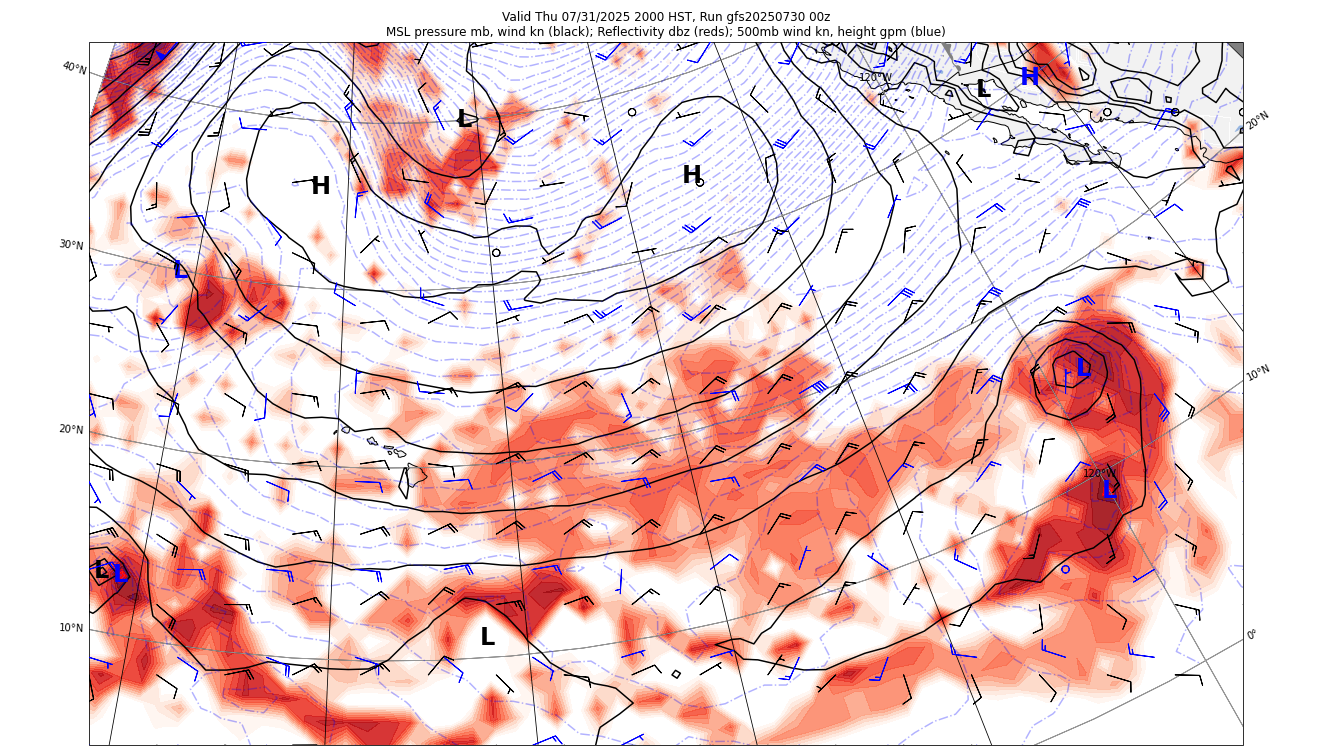 Valid Thu 07/31/2025 2000 HST, Run gfs20250730 00z
MSL pressure mb, wind kn (black); Reflectivity dbz (reds); 500mb wind kn, height gpm (blue)
40°N
120°W
H
L
L
20°N
H
H
30°N
L
L
10°N
20°N
120°W
L
L
L
10°N
L
0°